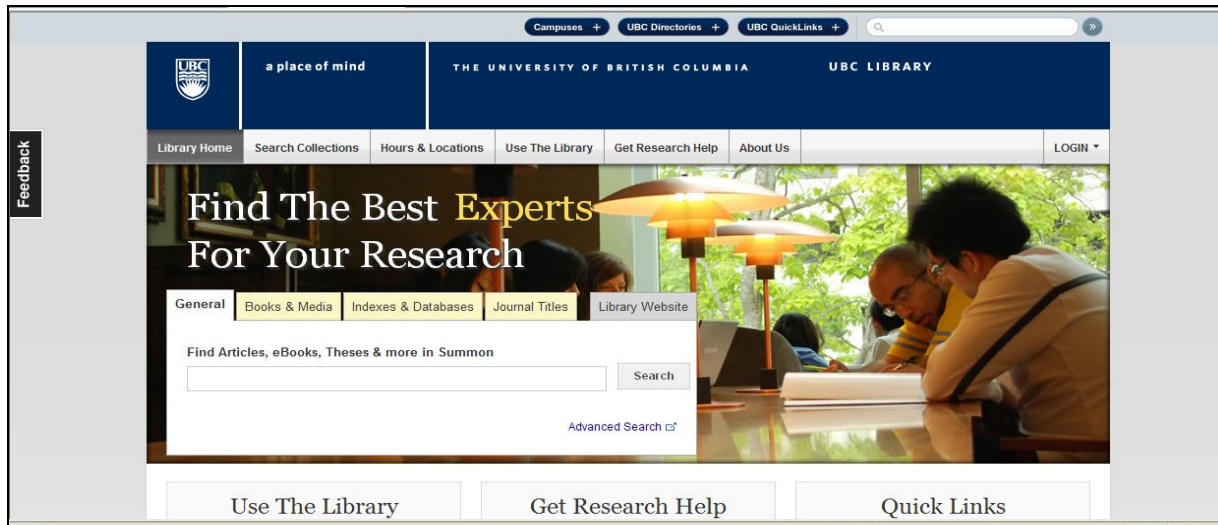 Campuses + UBC Directories + UBC QuickLinks + »
UBC
a place of mind
THE UNIVERSITY OF BRITISH COLUMBIA
UBC LIBRARY
Feedback
Library Home Search Collections Hours & Locations Use The Library Get Research Help About Us LOGIN
Find The Best Experts
For Your Research
General Books & Media Indexes & Databases Journal Titles Library Website
Find Articles, eBooks, Theses & more in Summon
Search
Advanced Search
Use The Library Get Research Help Quick Links